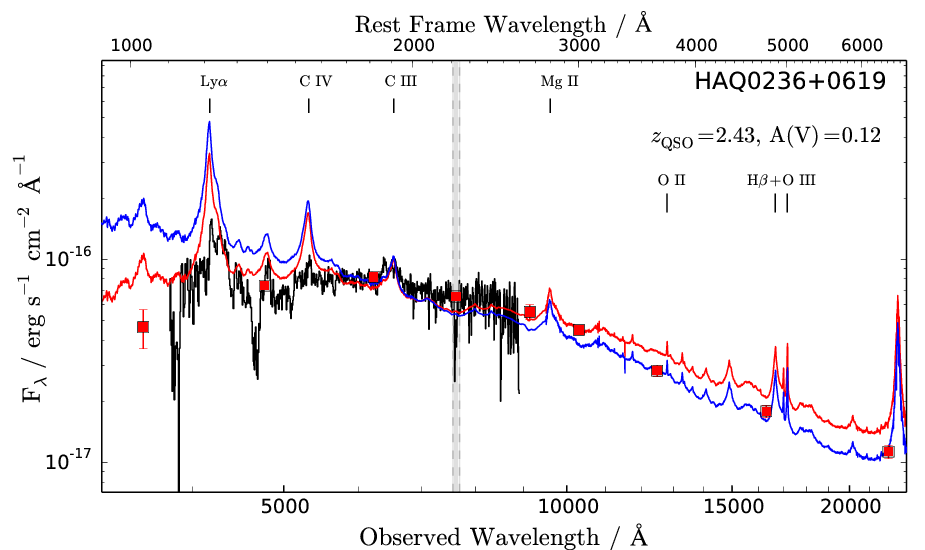 Rest Frame Wavelength / Å
1000 2000 3000 4000 5000 6000
Lyα C IV C III Mg II
HAQ0236+0619
z_QSO=2.43, A(V)=0.12
O II Hβ+O III
F_λ / erg s⁻¹ cm⁻² Å⁻¹
10⁻¹⁶
10⁻¹⁷
5000 10000 15000 20000
Observed Wavelength / Å